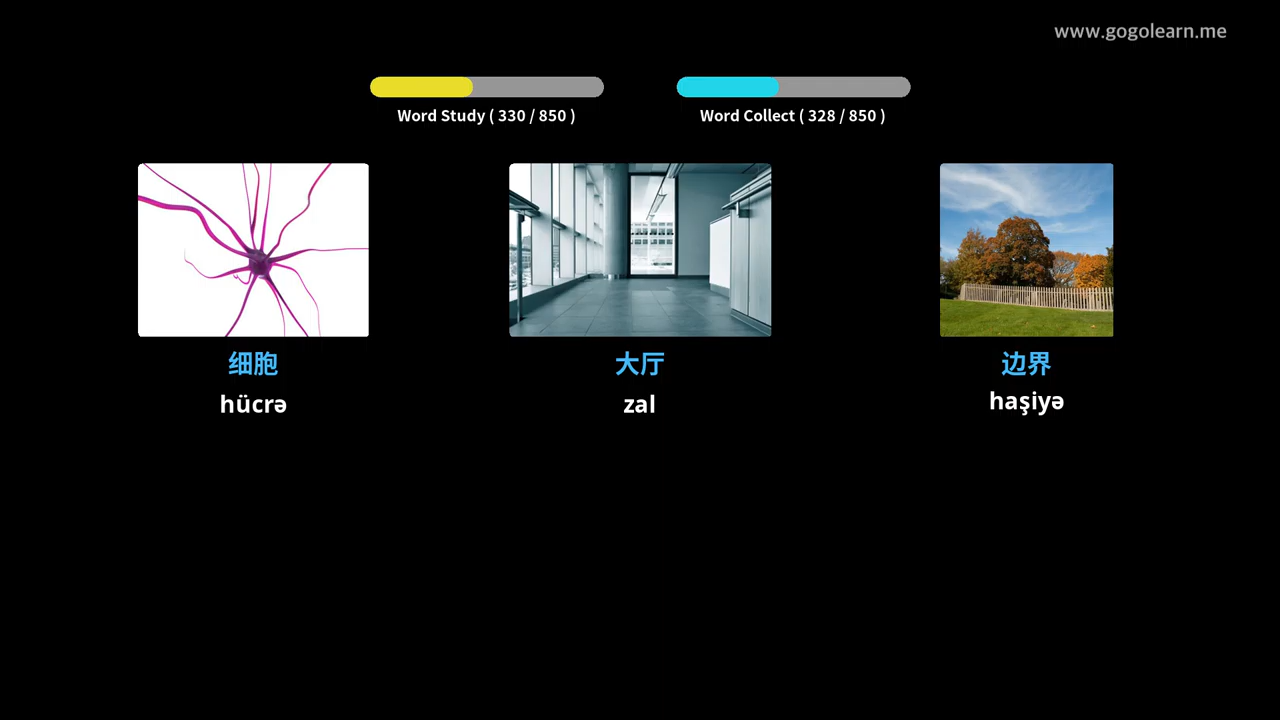 www.gogolearn.me
Word Study ( 330 / 850 )
Word Collect ( 328 / 850 )
细胞
大厅
边界
hücrə
zal
haşiyə